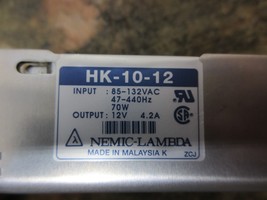 HK-10-12
INPUT : 85-132VAC
47-440Hz
70W
OUTPUT: 12V 4.2A
NEMIC-LAMBDA
MADE IN MALAYSIA K
ZCJ